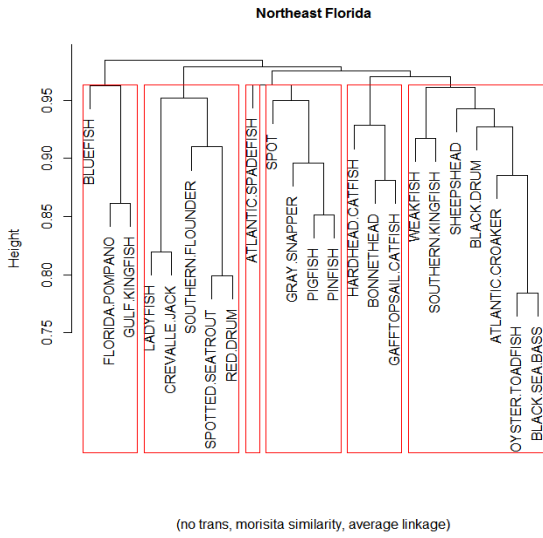 Northeast Florida
Height
0.95
0.90
0.85
0.80
0.75
BLUEFISH
FLORIDA.POMPANO
GULF.KINGFISH
LADYFISH
CREVALLE.JACK
SOUTHERN.FLOUNDER
SPOTTED.SEATROUT
RED.DRUM
ATLANTIC.SPADEFISH
SPOT
GRAY.SNAPPER
PIGFISH
PINFISH
HARDHEAD.CATFISH
BONNETHEAD
GAFFTOPSAIL.CATFISH
WEAKFISH
SOUTHERN.KINGFISH
SHEEPSHEAD
BLACK.DRUM
ATLANTIC.CROAKER
OYSTER.TOADFISH
BLACK.SEA.BASS
(no trans, morisita similarity, average linkage)